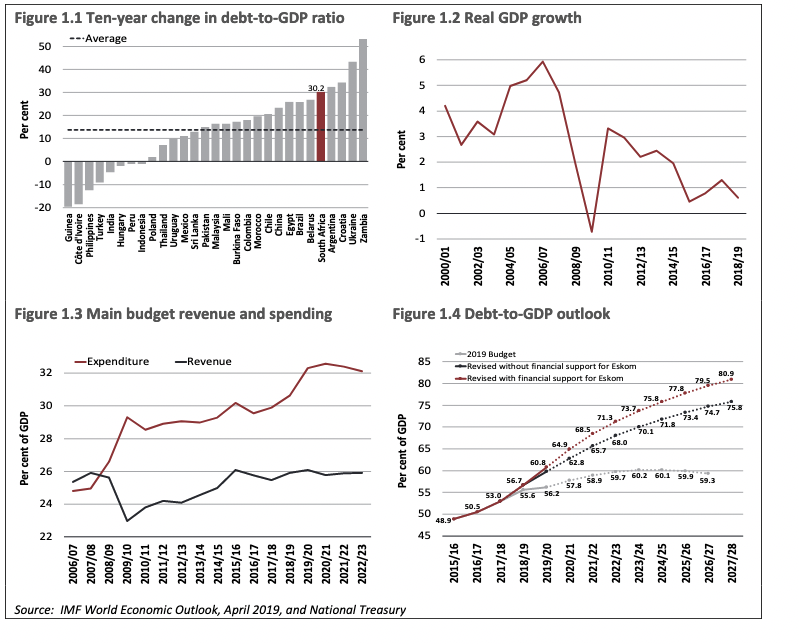 Figure 1.1 Ten-year change in debt-to-GDP ratio
Average
Per cent
50
40
30
20
10
0
-10
-20
30.2
Guinea
Côte d'Ivoire
Philippines
Turkey
India
Hungary
Peru
Indonesia
Poland
Thailand
Uruguay
Mexico
Sri Lanka
Pakistan
Malaysia
Mali
Burkina Faso
Colombia
Morocco
Chile
China
Egypt
Brazil
Belarus
South Africa
Argentina
Croatia
Ukraine
Zambia
Figure 1.2 Real GDP growth
Per cent
6
5
4
3
2
1
0
-1
2000/01
2002/03
2004/05
2006/07
2008/09
2010/11
2012/13
2014/15
2016/17
2018/19
Figure 1.3 Main budget revenue and spending
Expenditure
Revenue
Per cent of GDP
32
30
28
26
24
22
2006/07
2007/08
2008/09
2009/10
2010/11
2011/12
2012/13
2013/14
2014/15
2015/16
2016/17
2017/18
2018/19
2019/20
2020/21
2021/22
2022/23
Figure 1.4 Debt-to-GDP outlook
2019 Budget
Revised without financial support for Eskom
Revised with financial support for Eskom
Per cent of GDP
85
80
75
70
65
60
55
50
45
48.9
50.5
53.0
56.7
60.8
64.9
68.5
71.3
73.7
75.8
77.8
79.5
80.9
62.8
65.7
68.0
70.1
71.8
73.4
74.7
75.8
55.6
56.2
57.8
58.9
59.7
60.2
60.1
59.9
59.3
2015/16
2016/17
2017/18
2018/19
2019/20
2020/21
2021/22
2022/23
2023/24
2024/25
2025/26
2026/27
2027/28
Source: IMF World Economic Outlook, April 2019, and National Treasury